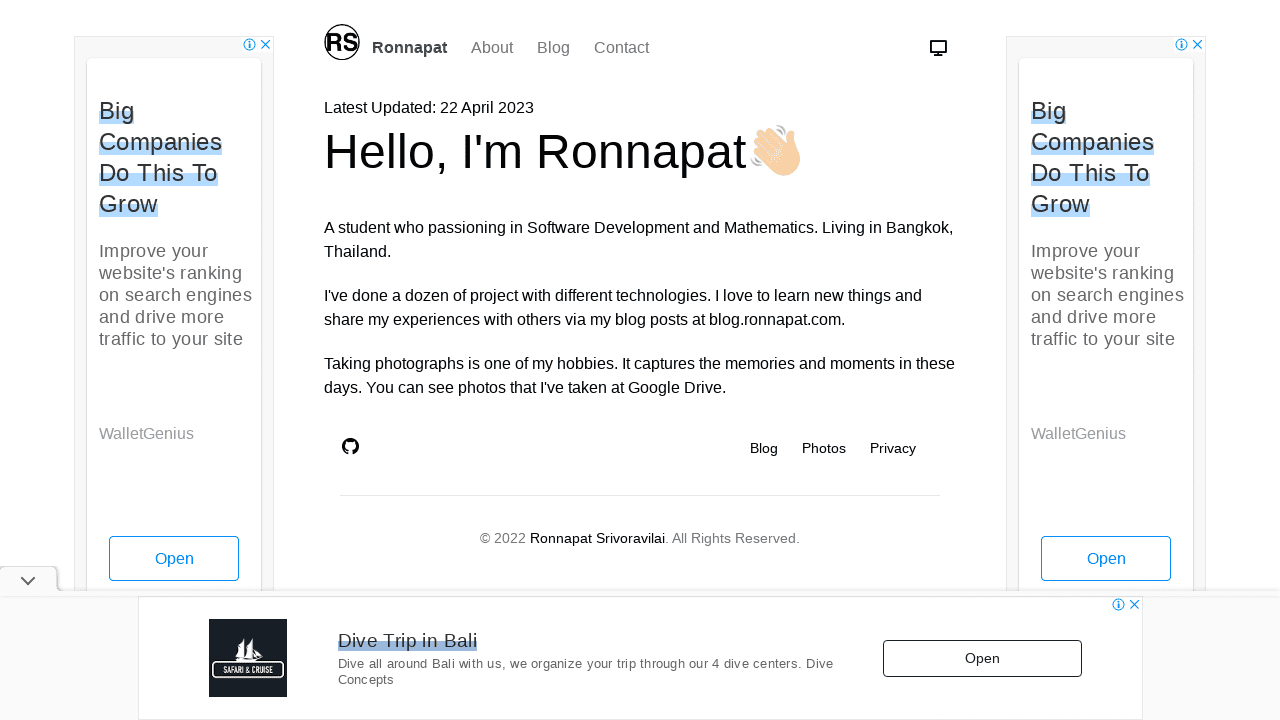 RS Ronnapat About Blog Contact
Latest Updated: 22 April 2023
Hello, I'm Ronnapat
A student who passioning in Software Development and Mathematics. Living in Bangkok,
Thailand.
I've done a dozen of project with different technologies. I love to learn new things and
share my experiences with others via my blog posts at blog.ronnapat.com.
Taking photographs is one of my hobbies. It captures the memories and moments in these
days. You can see photos that I've taken at Google Drive.
Blog Photos Privacy
© 2022 Ronnapat Srivoravilai. All Rights Reserved.
Big
Companies
Do This To
Grow
Improve your
website's ranking
on search engines
and drive more
traffic to your site
WalletGenius
Open
Big
Companies
Do This To
Grow
Improve your
website's ranking
on search engines
and drive more
traffic to your site
WalletGenius
Open
SAFARI & CRUISE
Dive Trip in Bali
Dive all around Bali with us, we organize your trip through our 4 dive centers. Dive
Concepts
Open